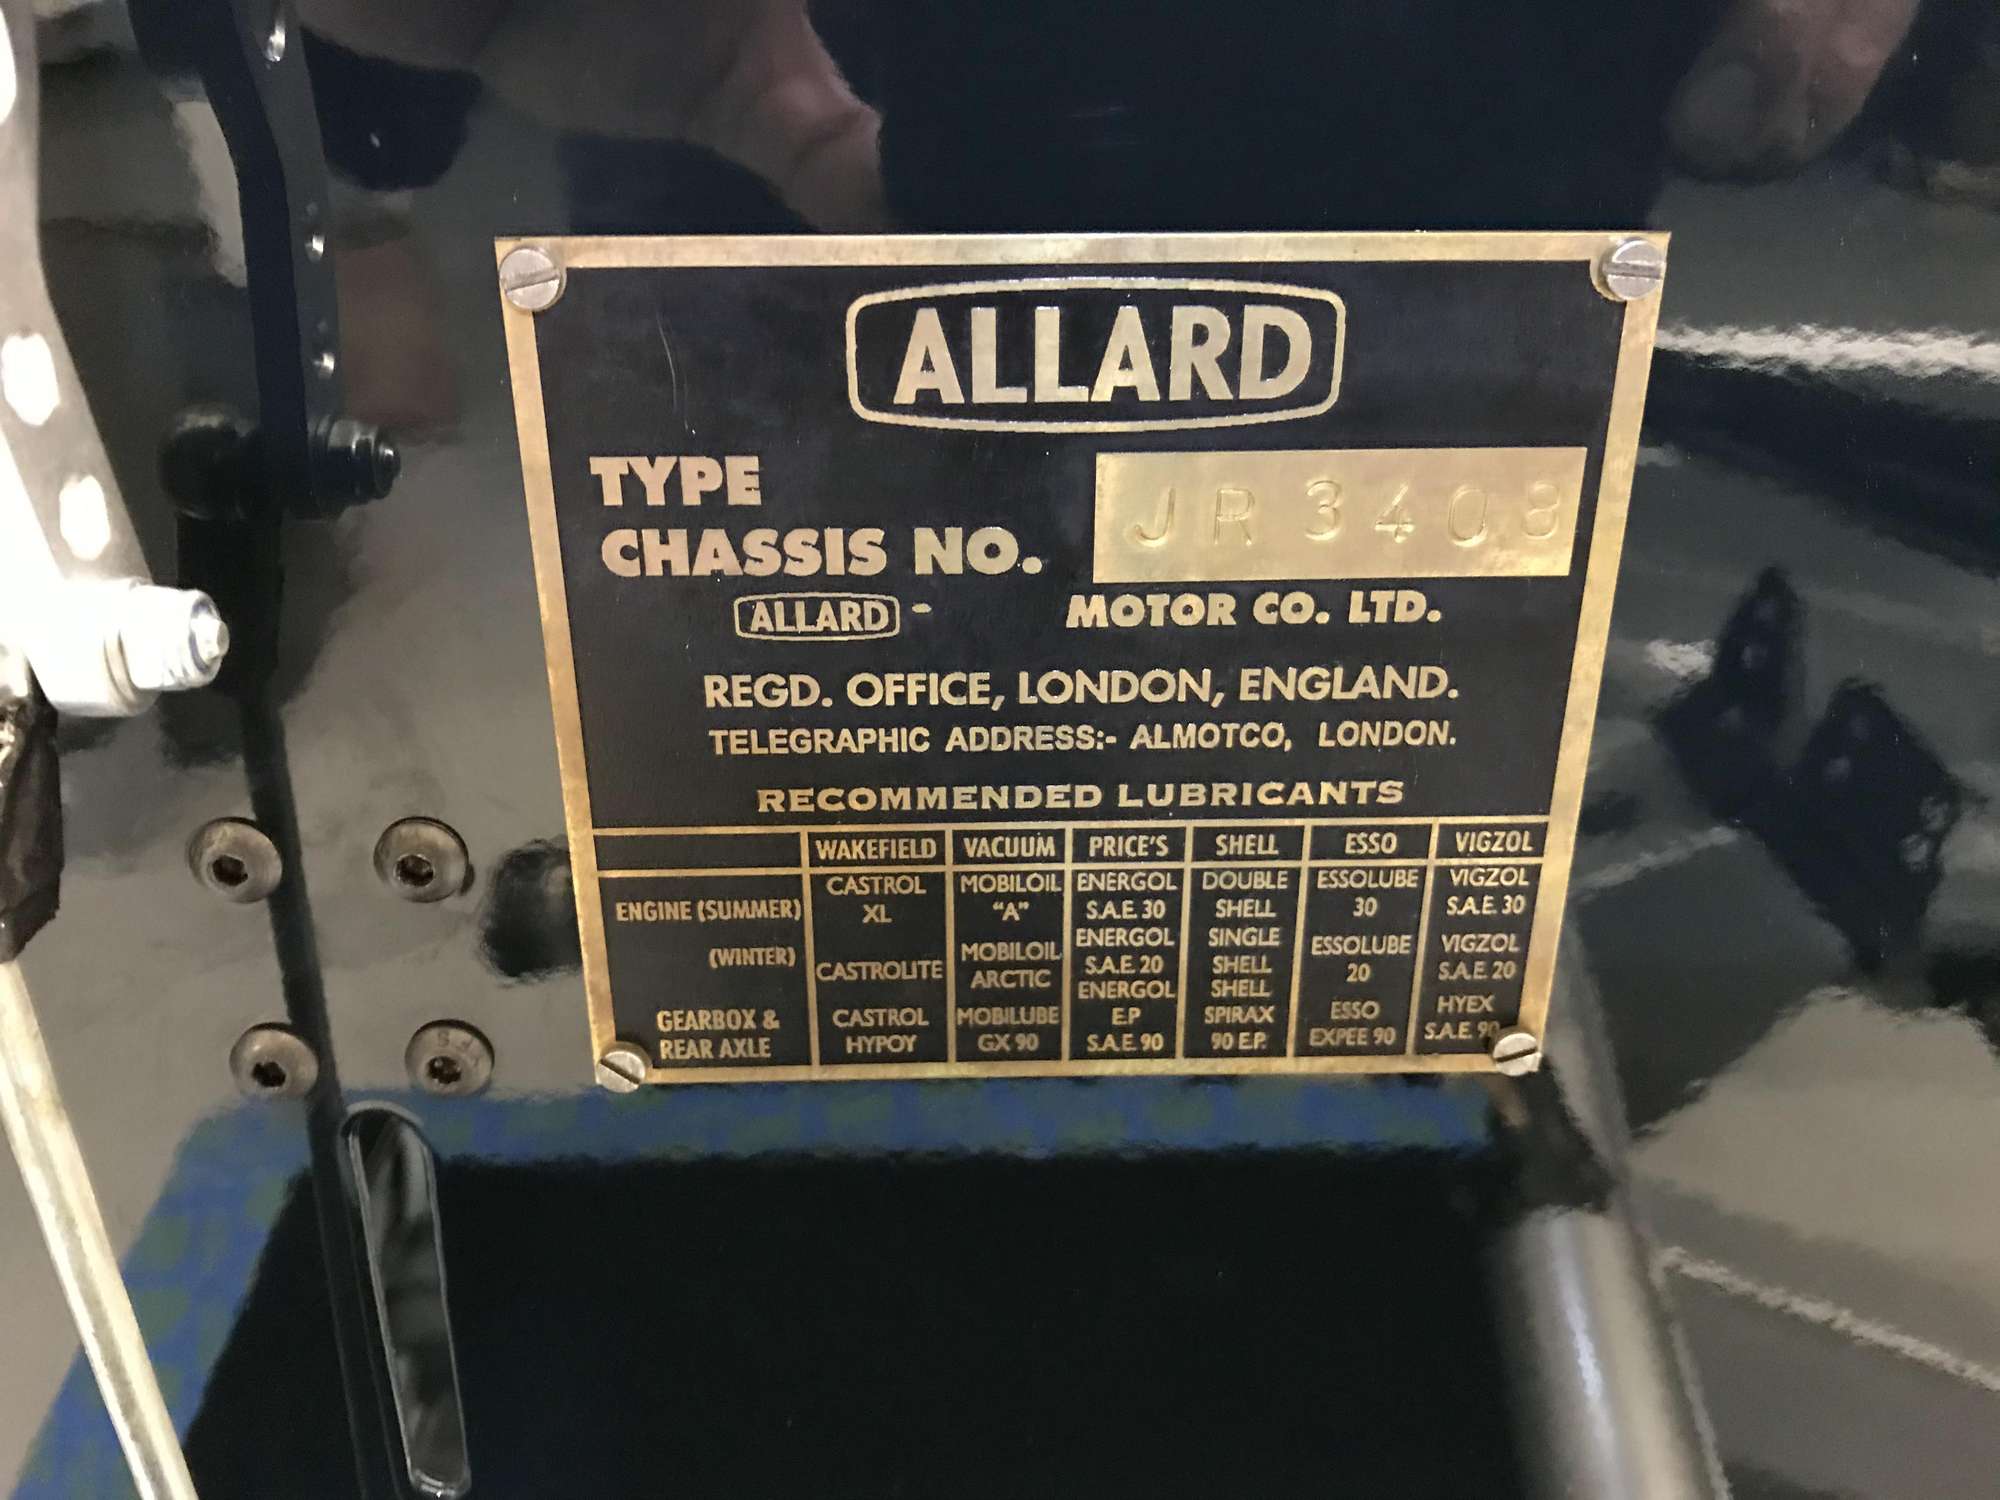 ALLARD
TYPE
CHASSIS NO. JR 3408
ALLARD - MOTOR CO. LTD.
REGD. OFFICE, LONDON, ENGLAND.
TELEGRAPHIC ADDRESS:- ALMOTCO, LONDON.
RECOMMENDED LUBRICANTS
WAKEFIELD VACUUM PRICE'S SHELL ESSO VIGZOL
ENGINE (SUMMER) CASTROL XL MOBILOIL "A" ENERGOL S.A.E. 30 DOUBLE SHELL ESSOLUBE 30 VIGZOL S.A.E. 30
(WINTER) CASTROLITE MOBILOIL ARCTIC ENERGOL S.A.E. 20 SINGLE SHELL ESSOLUBE 20 VIGZOL S.A.E. 20
GEARBOX & REAR AXLE CASTROL HYPOY MOBILUBE GX 90 ENERGOL E.P S.A.E. 90 SHELL SPIRAX 90 E.P. ESSO EXPEE 90 HYEX S.A.E. 90